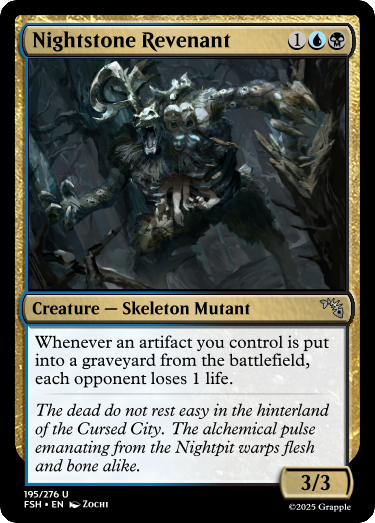 Nightstone Revenant 1
Creature — Skeleton Mutant
Whenever an artifact you control is put
into a graveyard from the battlefield,
each opponent loses 1 life.
The dead do not rest easy in the hinterland
of the Cursed City. The alchemical pulse
emanating from the Nightpit warps flesh
and bone alike.
3/3
195/276 U
FSH • EN Zochi
©2025 Grapple